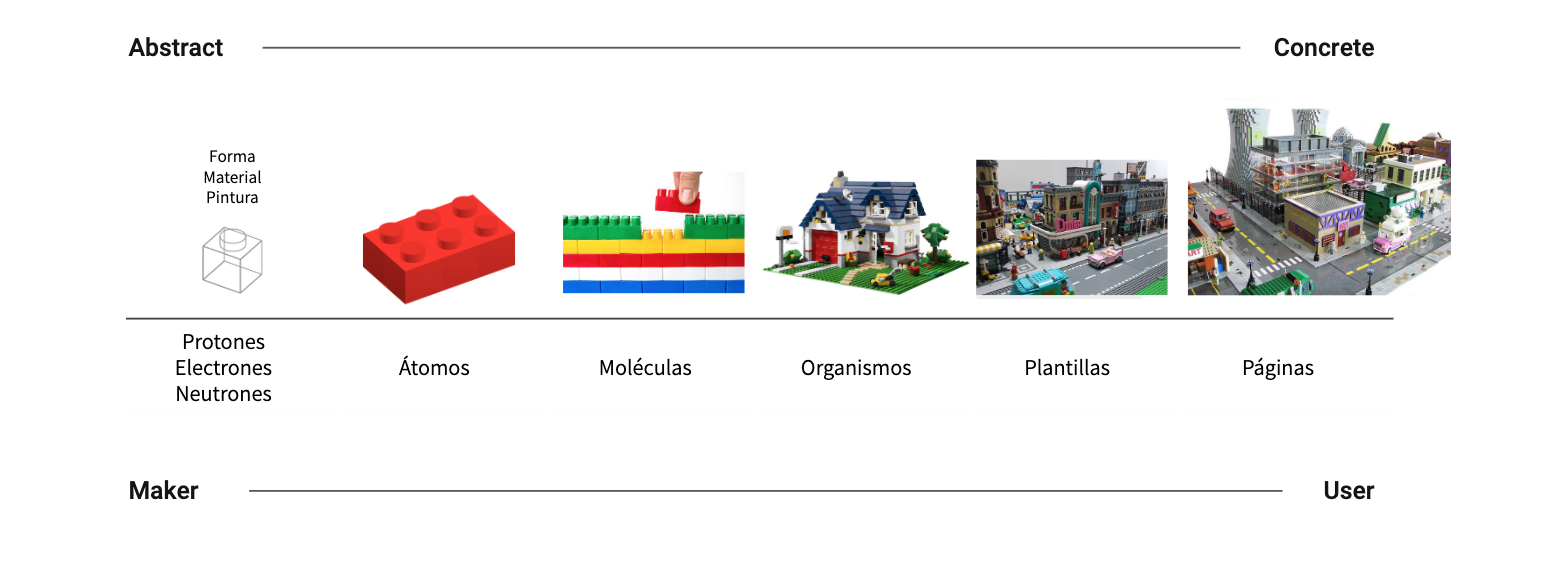 Abstract
Concrete
Forma
Material
Pintura
Protones
Electrones
Neutrones
Átomos
Moléculas
Organismos
Plantillas
Páginas
Maker
User